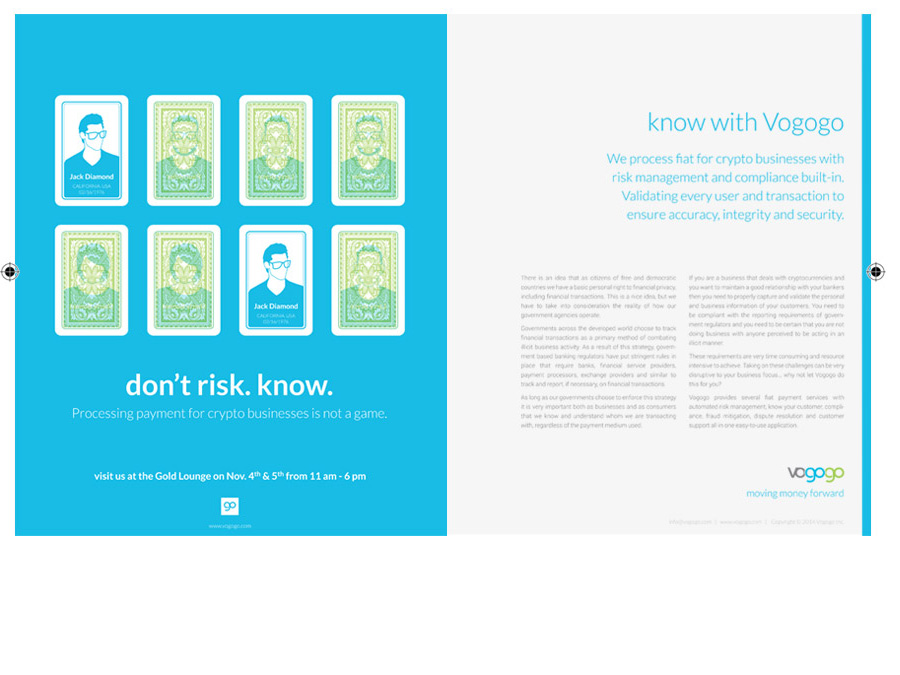 Jack Diamond
CALIFORNIA, USA
Jack Diamond
CALIFORNIA, USA
don't risk. know.
Processing payment for crypto businesses is not a game.
visit us at the Gold Lounge on Nov. 4th & 5th from 11 am - 6 pm
go
www.vogogo.com
know with Vogogo
We process fiat for crypto businesses with
risk management and compliance built-in.
Validating every user and transaction to
ensure accuracy, integrity and security.
There is an idea that as citizens of free and democratic
countries we have a basic personal right to financial privacy,
including financial transactions. This is a nice idea, but we
have to take into consideration the reality of how our
government agencies operate.
Governments across the developed world choose to track
financial transactions as a primary method of combating
illicit business activity. As a result of this strategy, govern-
ment based banking regulators have put stringent rules in
place that require banks, financial service providers,
payment processors, exchange providers and similar to
track and report, if necessary, on financial transactions.
As long as our governments choose to enforce this strategy
it is very important both as businesses and as consumers
that we know and understand whom we are transacting
with, regardless of the payment medium used.
If you are a business that deals with cryptocurrencies and
you want to maintain a good relationship with your bankers
then you need to properly capture and validate the personal
and business information of your customers. You need to
be compliant with the reporting requirements of govern-
ment regulators and you need to be certain that you are not
doing business with anyone perceived to be acting in an
illicit manner.
These requirements are very time consuming and resource
intensive to achieve. Taking on these challenges can be very
disruptive to your business focus... why not let Vogogo do
this for you?
Vogogo provides several fiat payment services with
automated risk management, know your customer, compli-
ance, fraud mitigation, dispute resolution and customer
support all in one easy-to-use application.
vogogo
moving money forward
info@vogogo.com | www.vogogo.com | Copyright © 2014 Vogogo Inc.